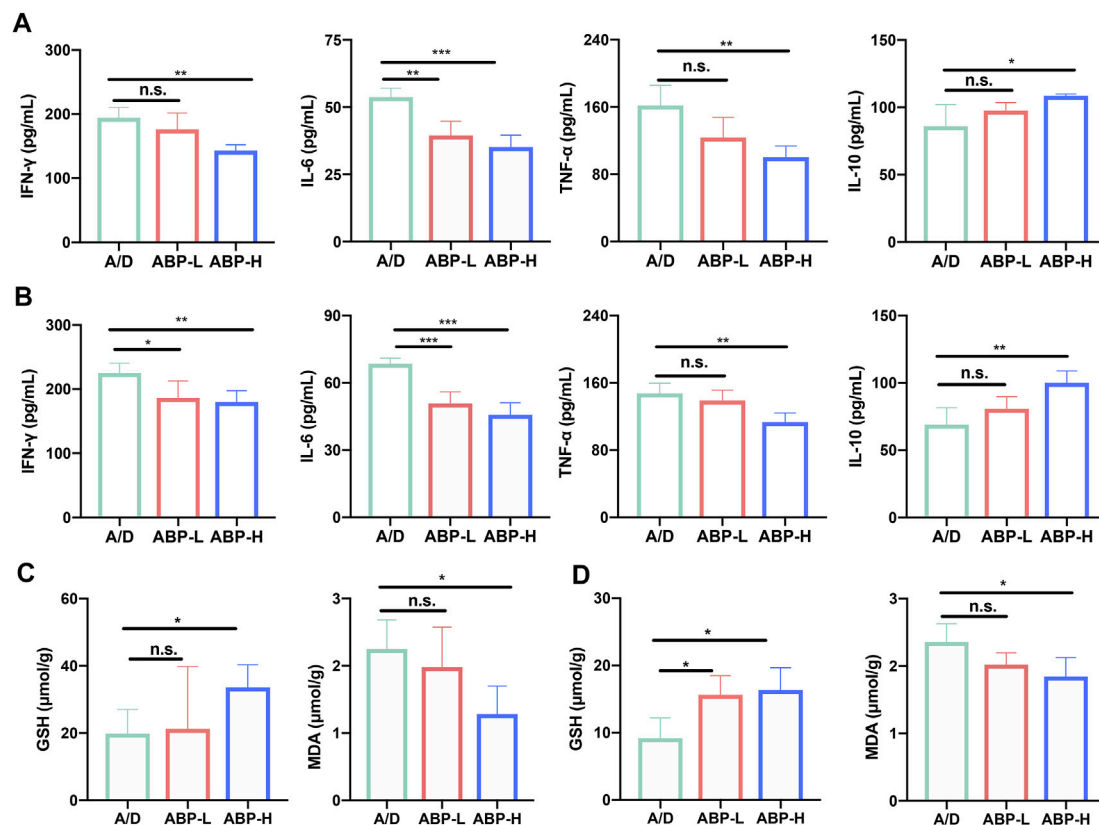 A
IFN-γ (pg/mL)
300
200
100
0
**
n.s.
A/D ABP-L ABP-H
IL-6 (pg/mL)
75
50
25
0
***
**
A/D ABP-L ABP-H
TNF-α (pg/mL)
240
160
80
0
**
n.s.
A/D ABP-L ABP-H
IL-10 (pg/mL)
150
100
50
0
*
n.s.
A/D ABP-L ABP-H
B
IFN-γ (pg/mL)
300
200
100
0
**
*
A/D ABP-L ABP-H
IL-6 (pg/mL)
90
60
30
0
***
***
A/D ABP-L ABP-H
TNF-α (pg/mL)
240
160
80
0
**
n.s.
A/D ABP-L ABP-H
IL-10 (pg/mL)
150
100
50
0
**
n.s.
A/D ABP-L ABP-H
C
GSH (μmol/g)
60
40
20
0
*
n.s.
A/D ABP-L ABP-H
MDA (μmol/g)
3
2
1
0
*
n.s.
A/D ABP-L ABP-H
D
GSH (μmol/g)
30
20
10
0
*
*
A/D ABP-L ABP-H
MDA (μmol/g)
3
2
1
0
*
n.s.
A/D ABP-L ABP-H